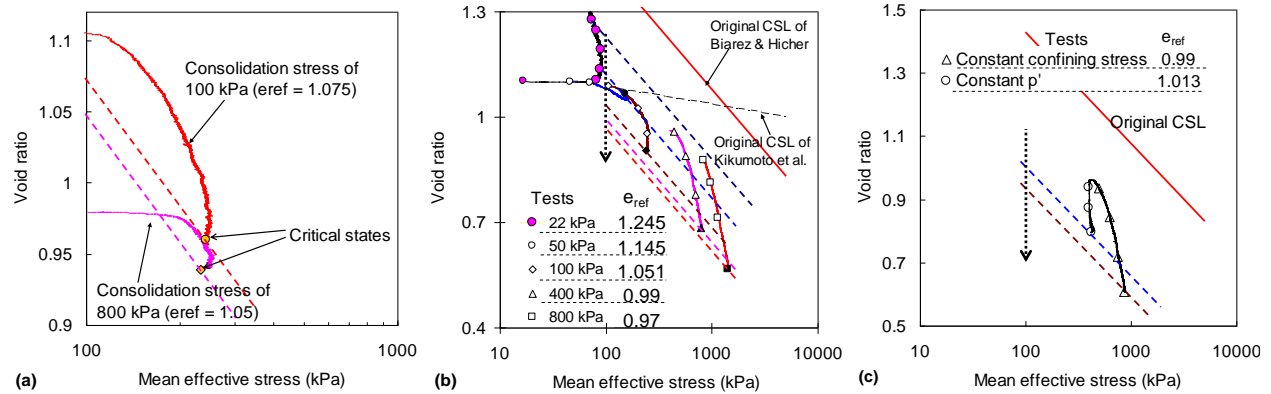 1.1
1.05
1
0.95
0.9
100
1000
Void ratio
Mean effective stress (kPa)
Consolidation stress of
100 kPa (eref = 1.075)
Critical states
Consolidation stress of
800 kPa (eref = 1.05)
(a)
1.3
1
0.7
0.4
10
100
1000
10000
Void ratio
Mean effective stress (kPa)
Original CSL of
Biarez & Hicher
Original CSL of
Kikumoto et al.
Tests eref
22 kPa 1.245
50 kPa 1.145
100 kPa 1.051
400 kPa 0.99
800 kPa 0.97
(b)
1.5
1.3
1.1
0.9
0.7
0.5
10
100
1000
10000
Void ratio
Mean effective stress (kPa)
Tests eref
Constant confining stress 0.99
Constant p' 1.013
Original CSL
(c)